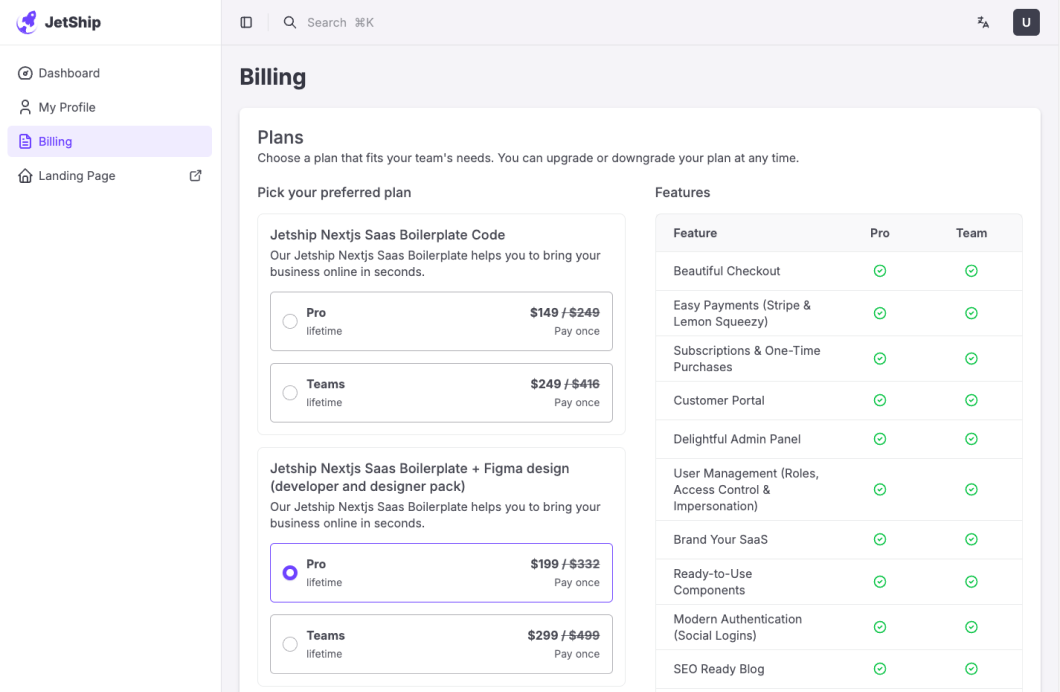 JetShip
Search ⌘K
U
Dashboard
My Profile
Billing
Landing Page
Billing
Plans
Choose a plan that fits your team's needs. You can upgrade or downgrade your plan at any time.
Pick your preferred plan
Jetship Nextjs Saas Boilerplate Code
Our Jetship Nextjs Saas Boilerplate helps you to bring your
business online in seconds.
Pro $149 / $249
lifetime Pay once
Teams $249 / $416
lifetime Pay once
Jetship Nextjs Saas Boilerplate + Figma design
(developer and designer pack)
Our Jetship Nextjs Saas Boilerplate helps you to bring your
business online in seconds.
Pro $199 / $332
lifetime Pay once
Teams $299 / $499
lifetime Pay once
Features
Feature Pro Team
Beautiful Checkout
Easy Payments (Stripe &
Lemon Squeezy)
Subscriptions & One-Time
Purchases
Customer Portal
Delightful Admin Panel
User Management (Roles,
Access Control &
Impersonation)
Brand Your SaaS
Ready-to-Use
Components
Modern Authentication
(Social Logins)
SEO Ready Blog